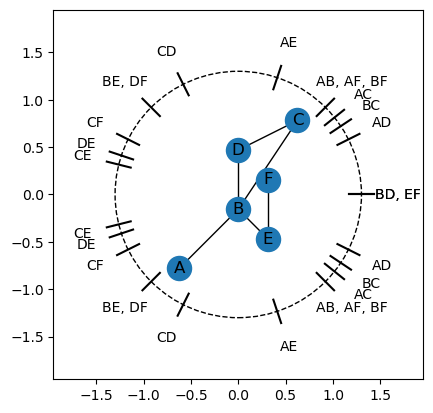 AE
CD
1.5
BE, DF
AB, AF, BF
AC
1.0
BC
CF
C
AD
0.5
DE
D
CE
F
0.0
BD, EF
B
CE
E
−0.5
DE
CF
A
AD
BC
−1.0
AC
BE, DF
AB, AF, BF
−1.5
CD
AE
−1.5 −1.0 −0.5 0.0 0.5 1.0 1.5